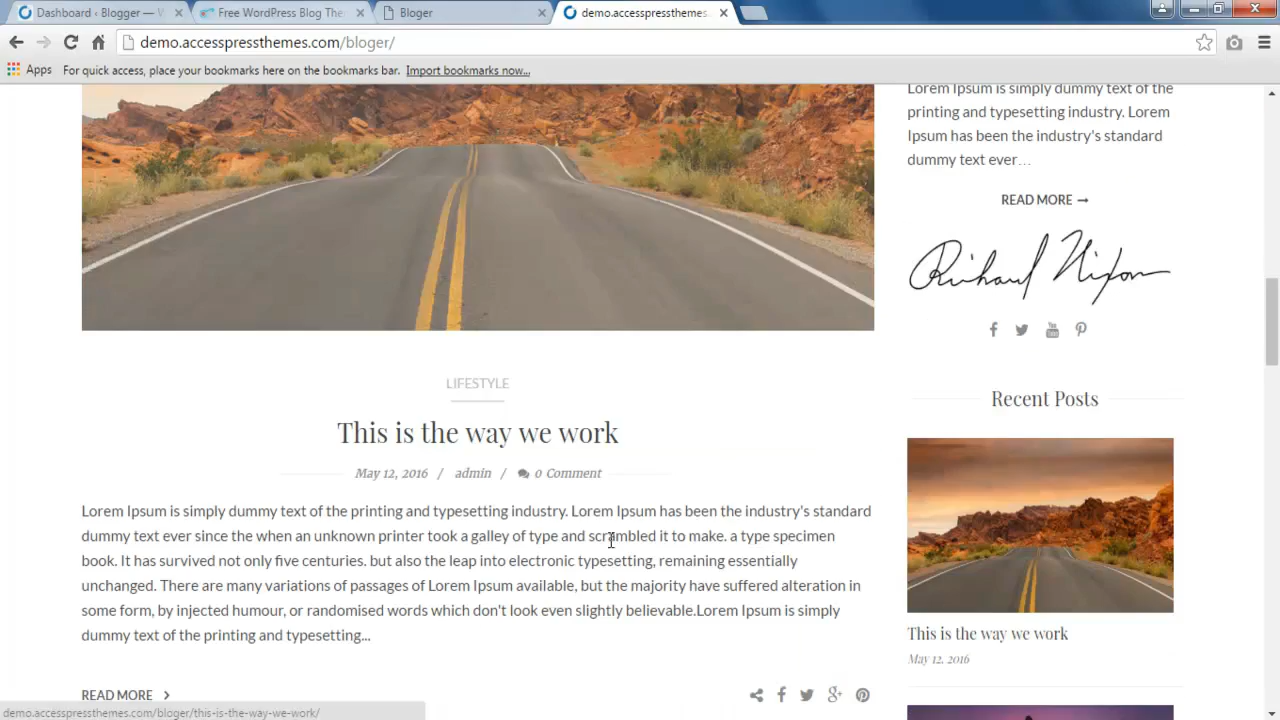 Dashboard ‹ Blogger — W
Free WordPress Blog The
Bloger
demo.accesspressthemes.
demo.accesspressthemes.com/bloger/
Apps
For quick access, place your bookmarks here on the bookmarks bar.
Import bookmarks now...
LIFESTYLE
This is the way we work
May 12, 2016 / admin / 0 Comment
Lorem Ipsum is simply dummy text of the printing and typesetting industry. Lorem Ipsum has been the industry's standard
dummy text ever since the when an unknown printer took a galley of type and scrambled it to make. a type specimen
book. It has survived not only five centuries. but also the leap into electronic typesetting, remaining essentially
unchanged. There are many variations of passages of Lorem Ipsum available, but the majority have suffered alteration in
some form, by injected humour, or randomised words which don't look even slightly believable.Lorem Ipsum is simply
dummy text of the printing and typesetting...
READ MORE
demo.accesspressthemes.com/bloger/this-is-the-way-we-work/
Lorem Ipsum is simply dummy text of the
printing and typesetting industry. Lorem
Ipsum has been the industry's standard
dummy text ever…
READ MORE
Richard Nixon
Recent Posts
This is the way we work
May 12, 2016